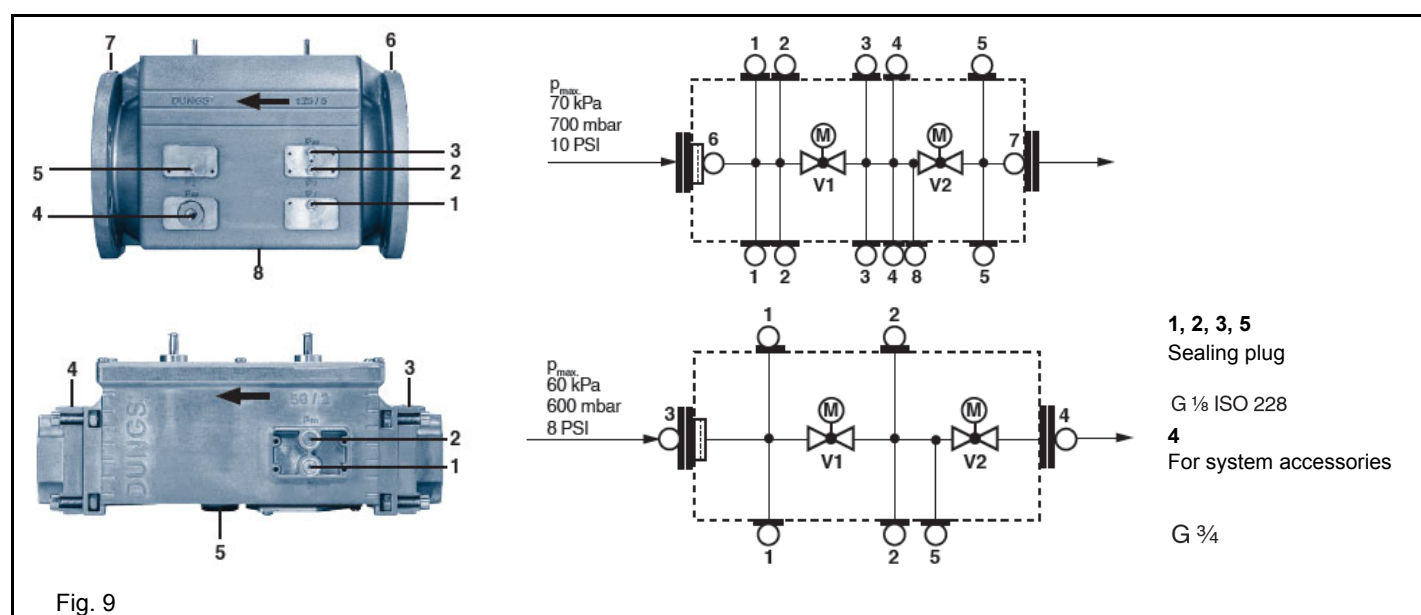 7
6
DUNGS
125/5
5
4
3
2
1
8
1 2 3 4 5
pmax.
70 kPa
700 mbar
10 PSI
6
M
M
7
V1
V2
1 2 3 4 8 5
4
3
50/2
DUNGS
2
1
5
1 2
pmax.
60 kPa
600 mbar
8 PSI
3
M
M
4
V1
V2
1 2 5
1, 2, 3, 5
Sealing plug
G ⅛ ISO 228
4
For system accessories
G ¾
Fig. 9